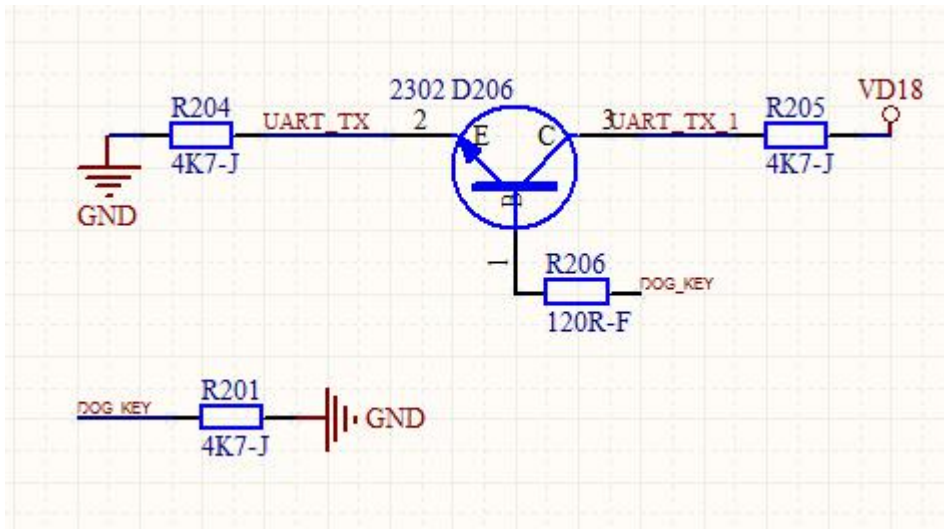 2302 D206
VD18
R204
UART_TX
2
E
C
3
UART_TX_1
R205
4K7-J
4K7-J
GND
B
1
R206
DOG_KEY
120R-F
R201
DOG_KEY
GND
4K7-J